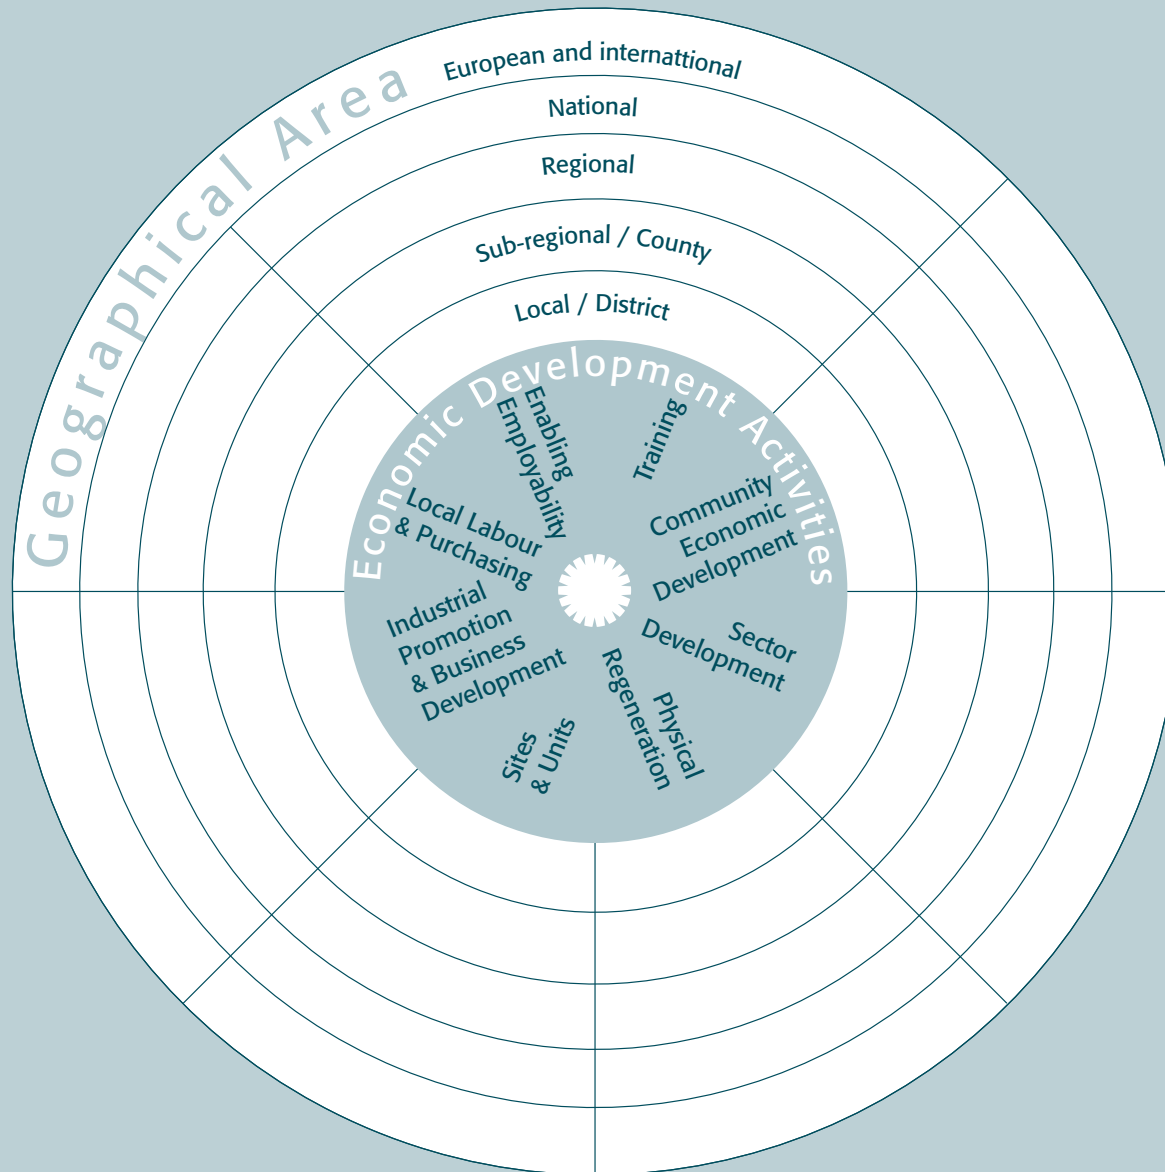 Geographical Area
European and internattional
National
Regional
Sub-regional / County
Local / District
Economic Development Activities
Enabling
Employability
Training
Community
Economic
Development
Sector
Development
Physical
Regeneration
Sites
& Units
Industrial
Promotion
& Business
Development
Local Labour
& Purchasing